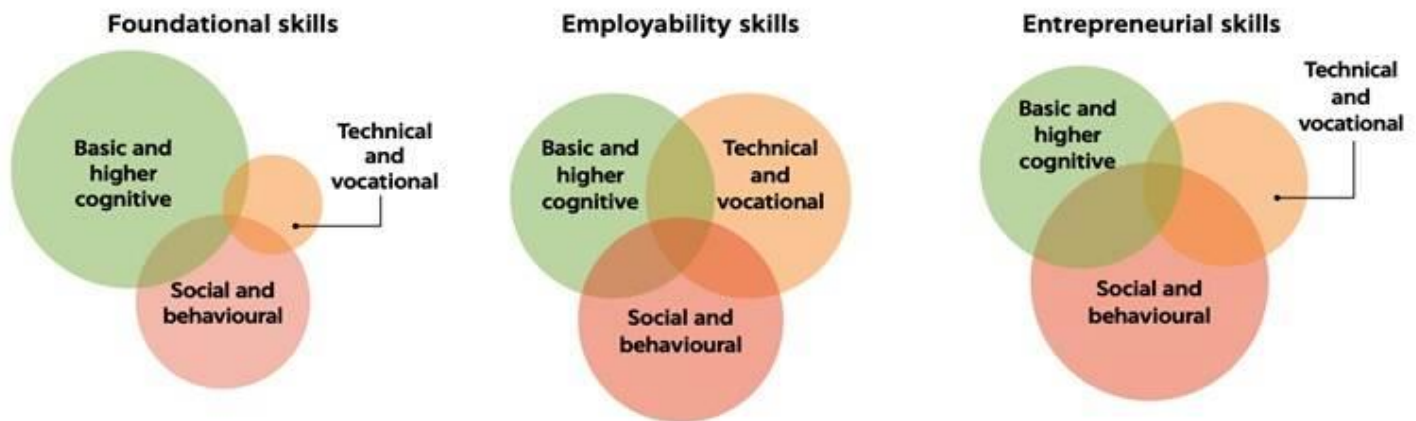 Foundational skills
Basic and
higher
cognitive
Technical
and
vocational
Social and
behavioural
Employability skills
Basic and
higher
cognitive
Technical
and
vocational
Social and
behavioural
Entrepreneurial skills
Basic and
higher
cognitive
Technical
and
vocational
Social and
behavioural